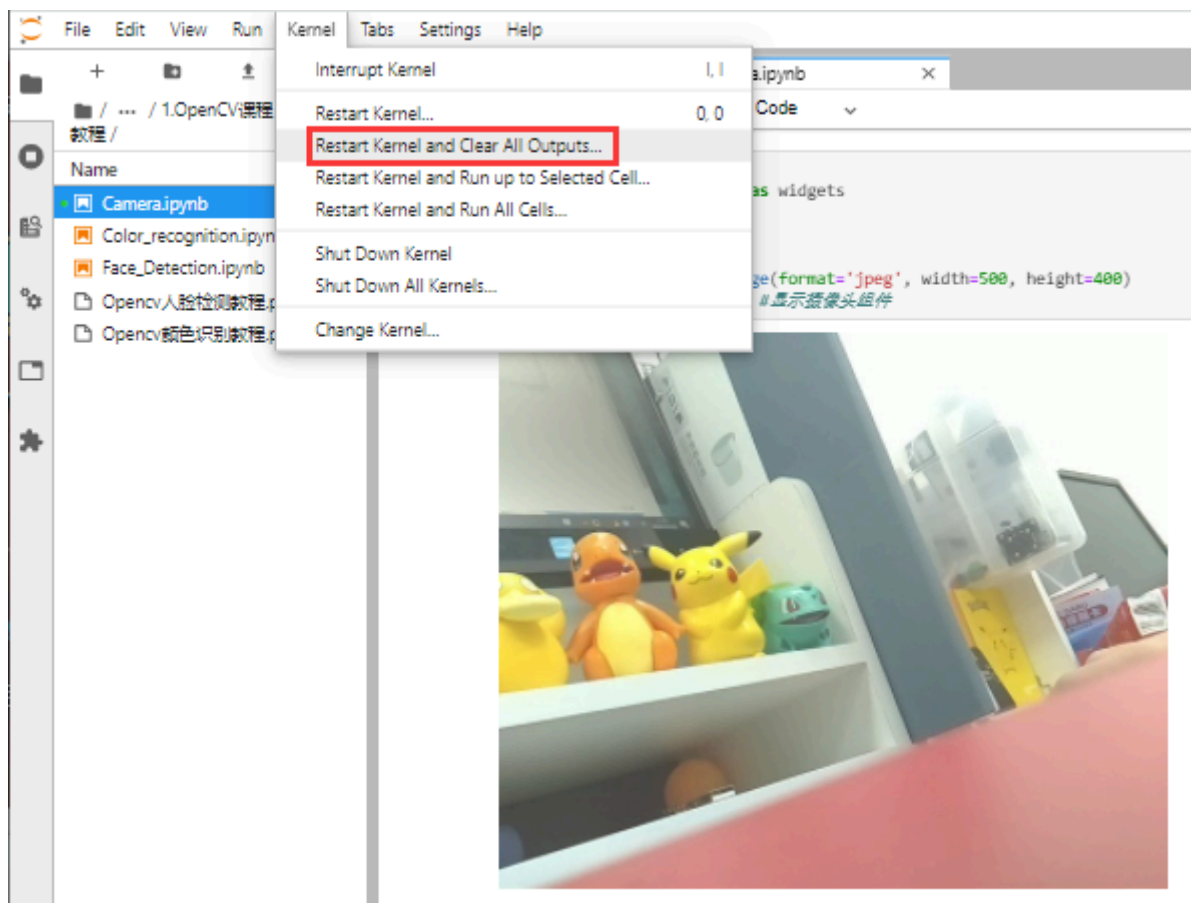 File Edit View Run Kernel Tabs Settings Help
/ ... / 1.OpenCV课程
教程 /
Name
Camera.ipynb
Color_recognition.ipyn
Face_Detection.ipynb
Opencv人脸检测教程.p
Opencv颜色识别教程.p
Interrupt Kernel I, I
Restart Kernel... 0, 0
Restart Kernel and Clear All Outputs...
Restart Kernel and Run up to Selected Cell...
Restart Kernel and Run All Cells...
Shut Down Kernel
Shut Down All Kernels...
Change Kernel...
a.ipynb
Code
as widgets
ge(format='jpeg', width=500, height=400)
#显示摄像头组件